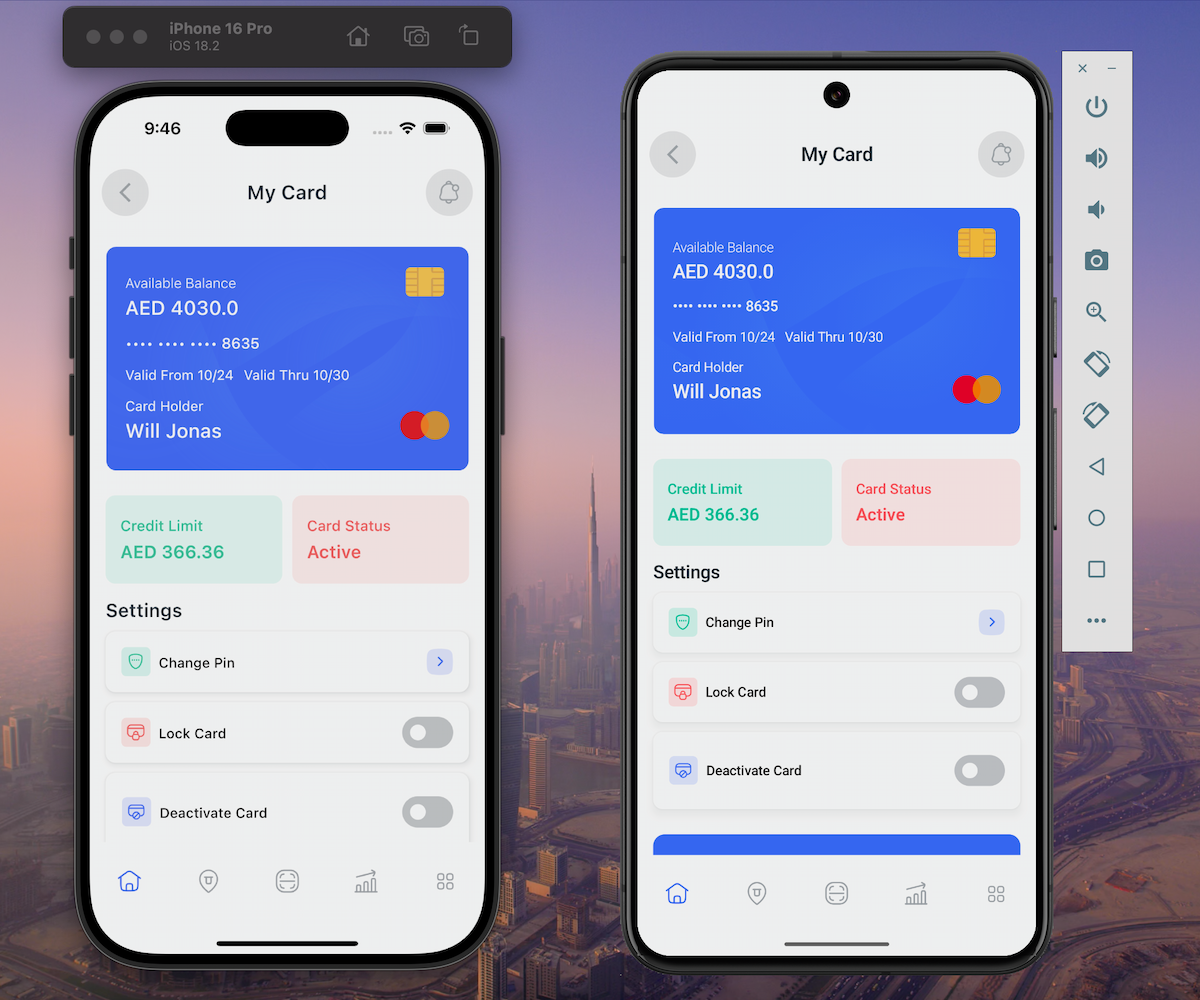 iPhone 16 Pro
iOS 18.2
9:46
My Card
Available Balance
AED 4030.0
•••• •••• •••• 8635
Valid From 10/24 Valid Thru 10/30
Card Holder
Will Jonas
Credit Limit
AED 366.36
Card Status
Active
Settings
Change Pin
Lock Card
Deactivate Card
My Card
Available Balance
AED 4030.0
•••• •••• •••• 8635
Valid From 10/24 Valid Thru 10/30
Card Holder
Will Jonas
Credit Limit
AED 366.36
Card Status
Active
Settings
Change Pin
Lock Card
Deactivate Card